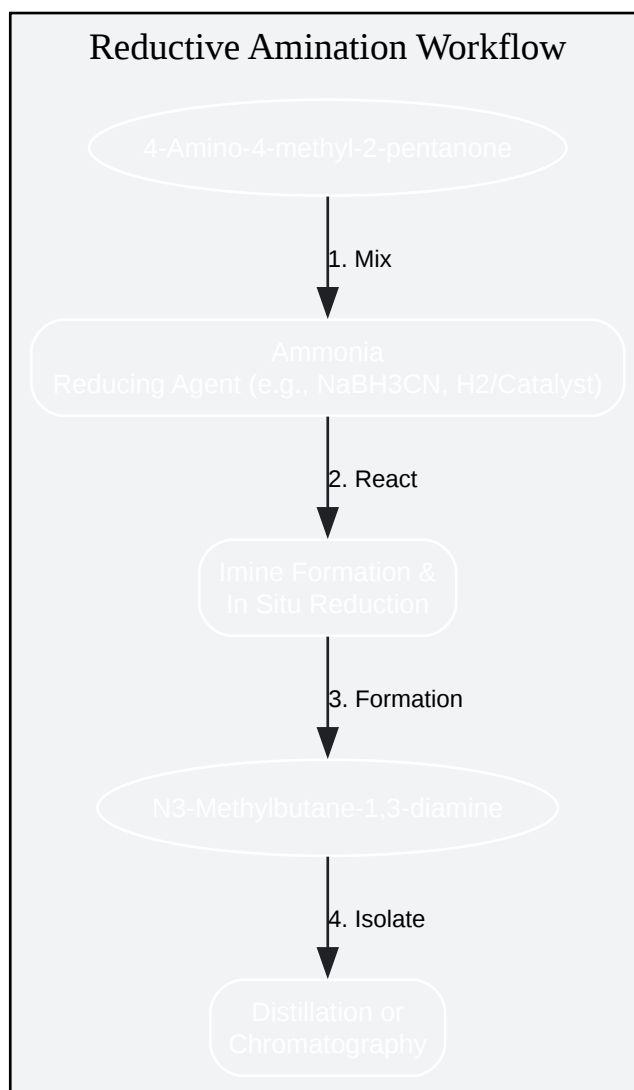 Reductive Amination Workflow
4-Amino-4-methyl-2-pentanone
1. Mix
Ammonia
Reducing Agent (e.g., NaBH3CN, H2/Catalyst)
2. React
Imine Formation &
In Situ Reduction
3. Formation
N3-Methylbutane-1,3-diamine
4. Isolate
Distillation or
Chromatography